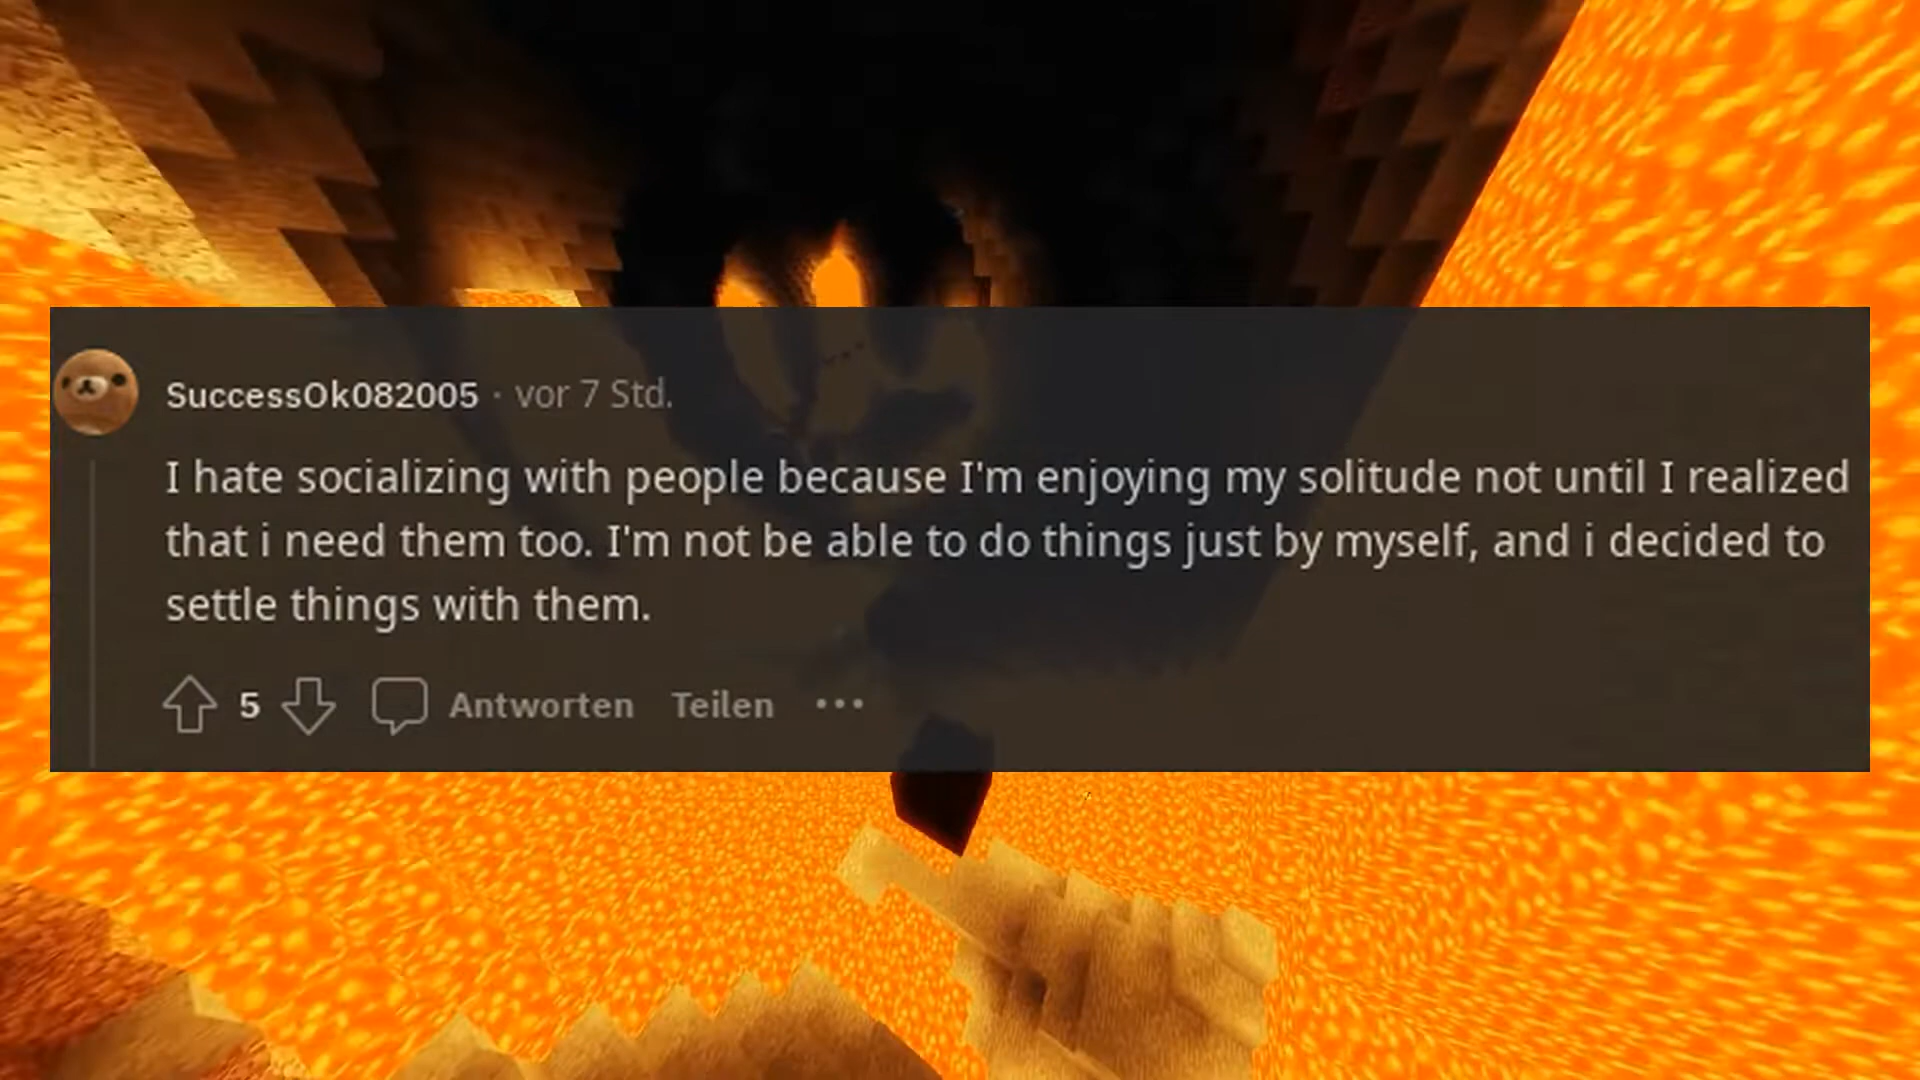 SuccessOk082005 · vor 7 Std.
I hate socializing with people because I'm enjoying my solitude not until I realized
that i need them too. I'm not be able to do things just by myself, and i decided to
settle things with them.
5 Antworten Teilen •••